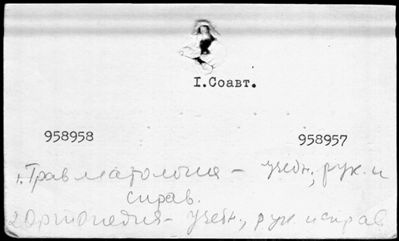 I.Соавт.
958958 958957
1. Травматология – учебн, рук. и
справ.
2 Ортопедия – учебн, рук и справ